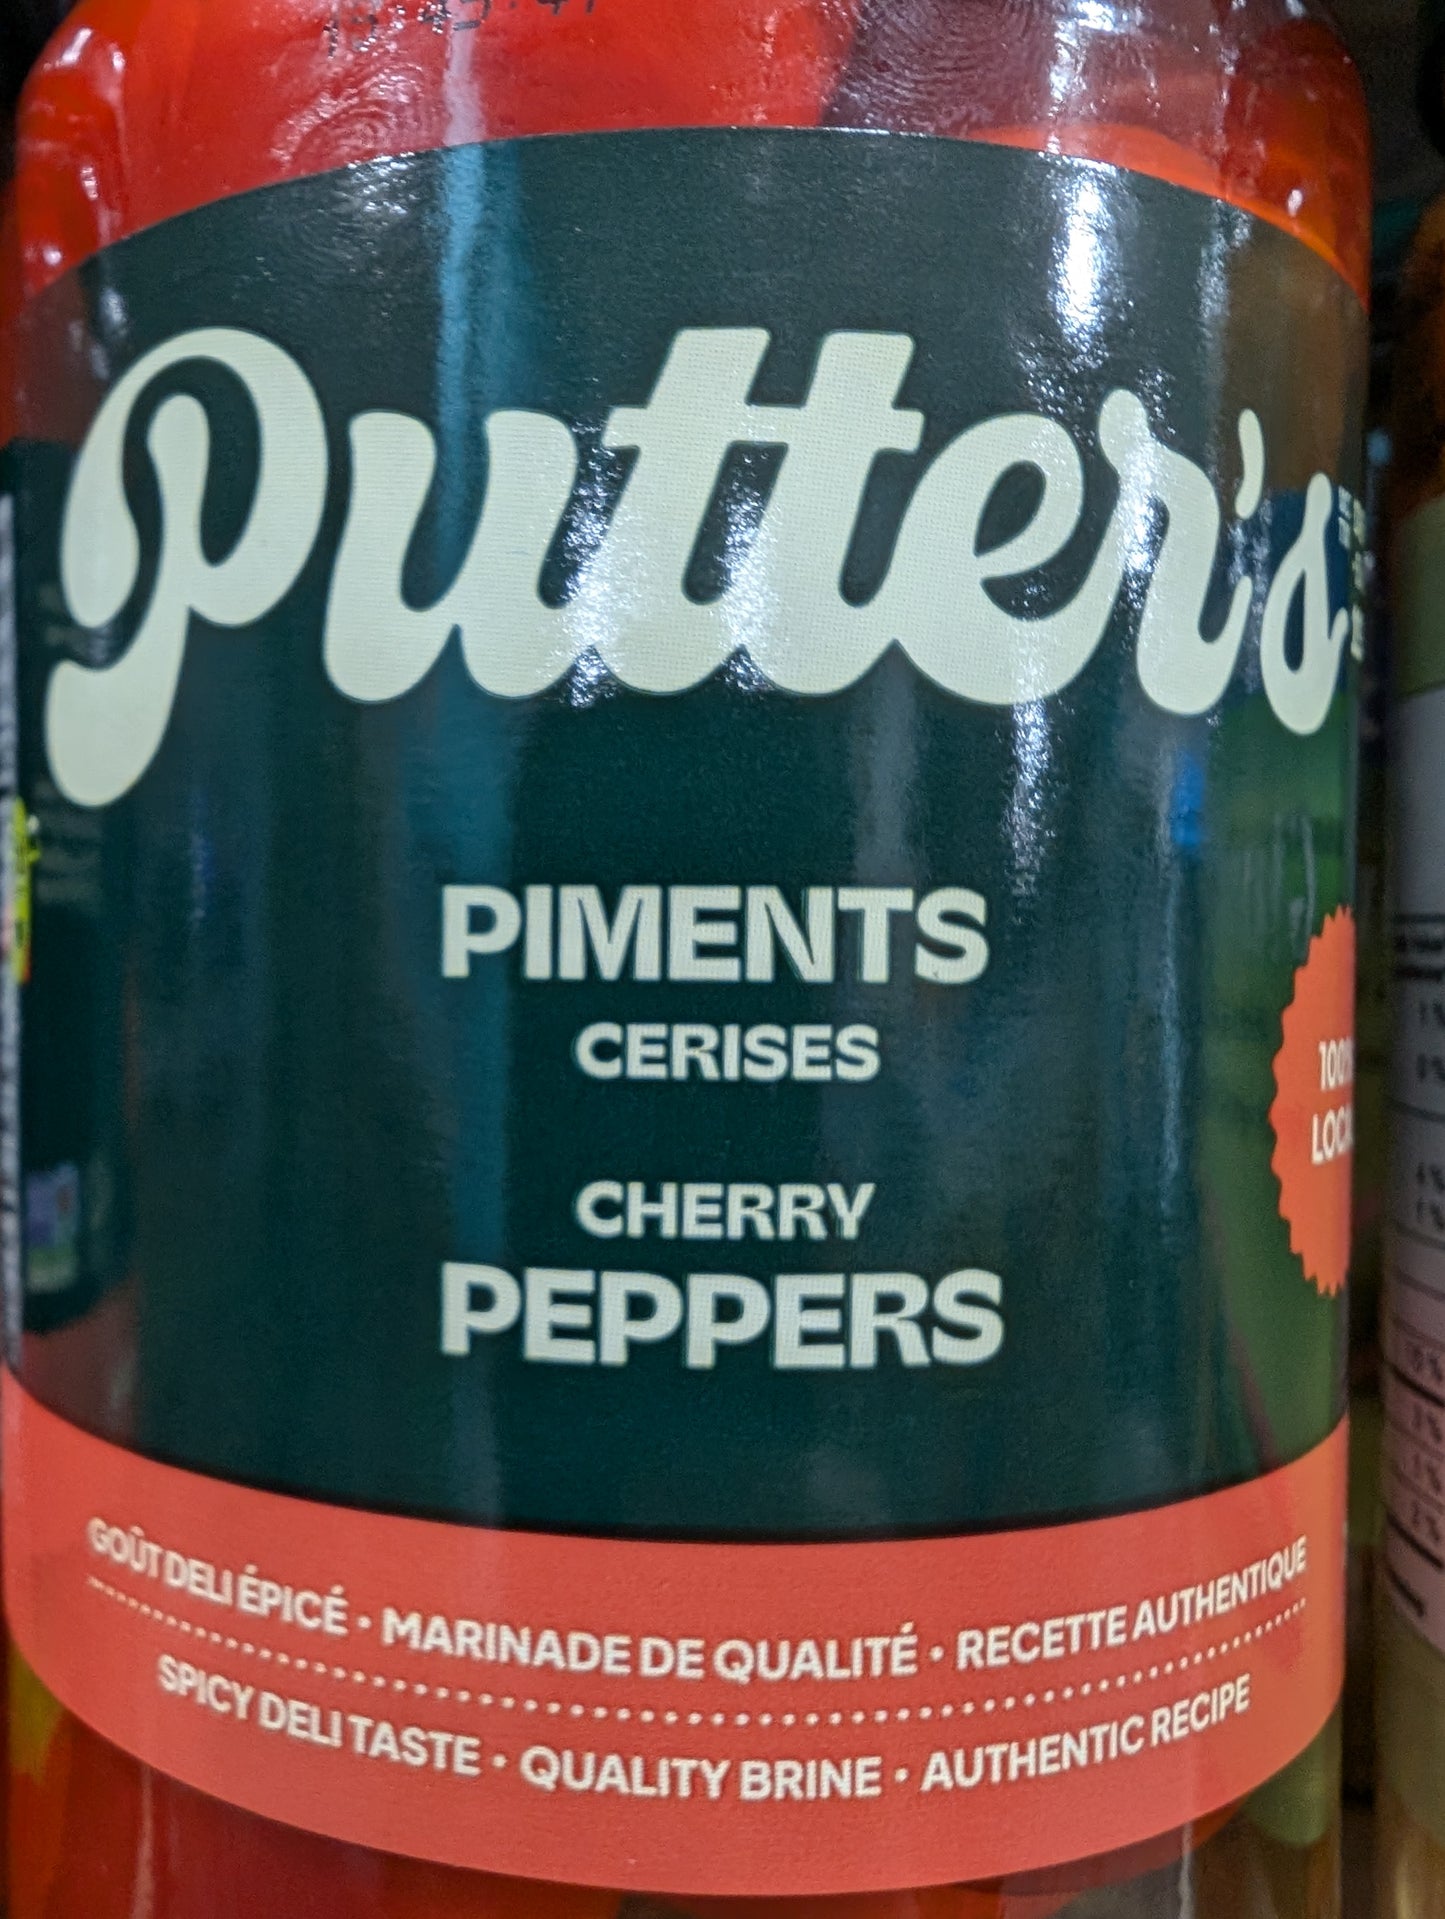 Putter's
PIMENTS
CERISES
CHERRY
PEPPERS
GOÛT DELI ÉPICÉ • MARINADE DE QUALITÉ • RECETTE AUTHENTIQUE
SPICY DELI TASTE • QUALITY BRINE • AUTHENTIC RECIPE